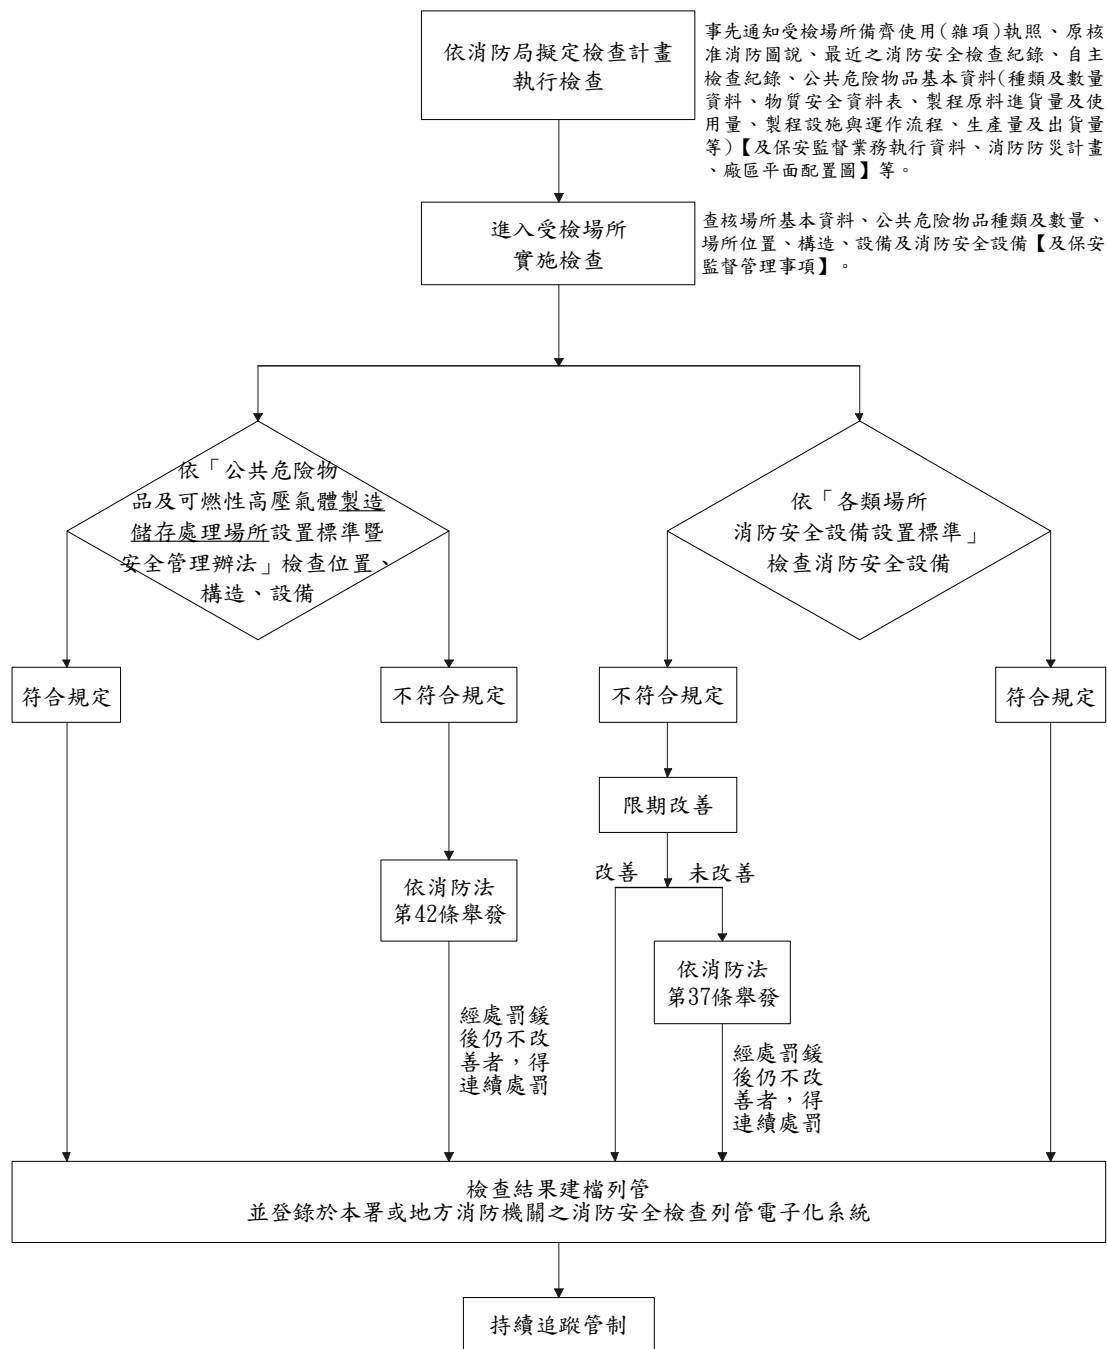 依消防局擬定檢查計畫
執行檢查
事先通知受檢場所備齊使用(雜項)執照、原核
准消防圖說、最近之消防安全檢查紀錄、自主
檢查紀錄、公共危險物品基本資料(種類及數量
資料、物質安全資料表、製程原料進貨量及使
用量、製程設施與運作流程、生產量及出貨量
等)【及保安監督業務執行資料、消防防災計畫
、廠區平面配置圖】等。
進入受檢場所
實施檢查
查核場所基本資料、公共危險物品種類及數量、
場所位置、構造、設備及消防安全設備【及保安
監督管理事項】。
依「公共危險物
品及可燃性高壓氣體製造
儲存處理場所設置標準暨
安全管理辦法」檢查位置、
構造、設備
依「各類場所
消防安全設備設置標準」
檢查消防安全設備
符合規定
不符合規定
不符合規定
符合規定
限期改善
改善
未改善
依消防法
第42條舉發
依消防法
第37條舉發
經處罰鍰
後仍不改
善者，得
連續處罰
經處罰鍰
後仍不改
善者，得
連續處罰
檢查結果建檔列管
並登錄於本署或地方消防機關之消防安全檢查列管電子化系統
持續追蹤管制